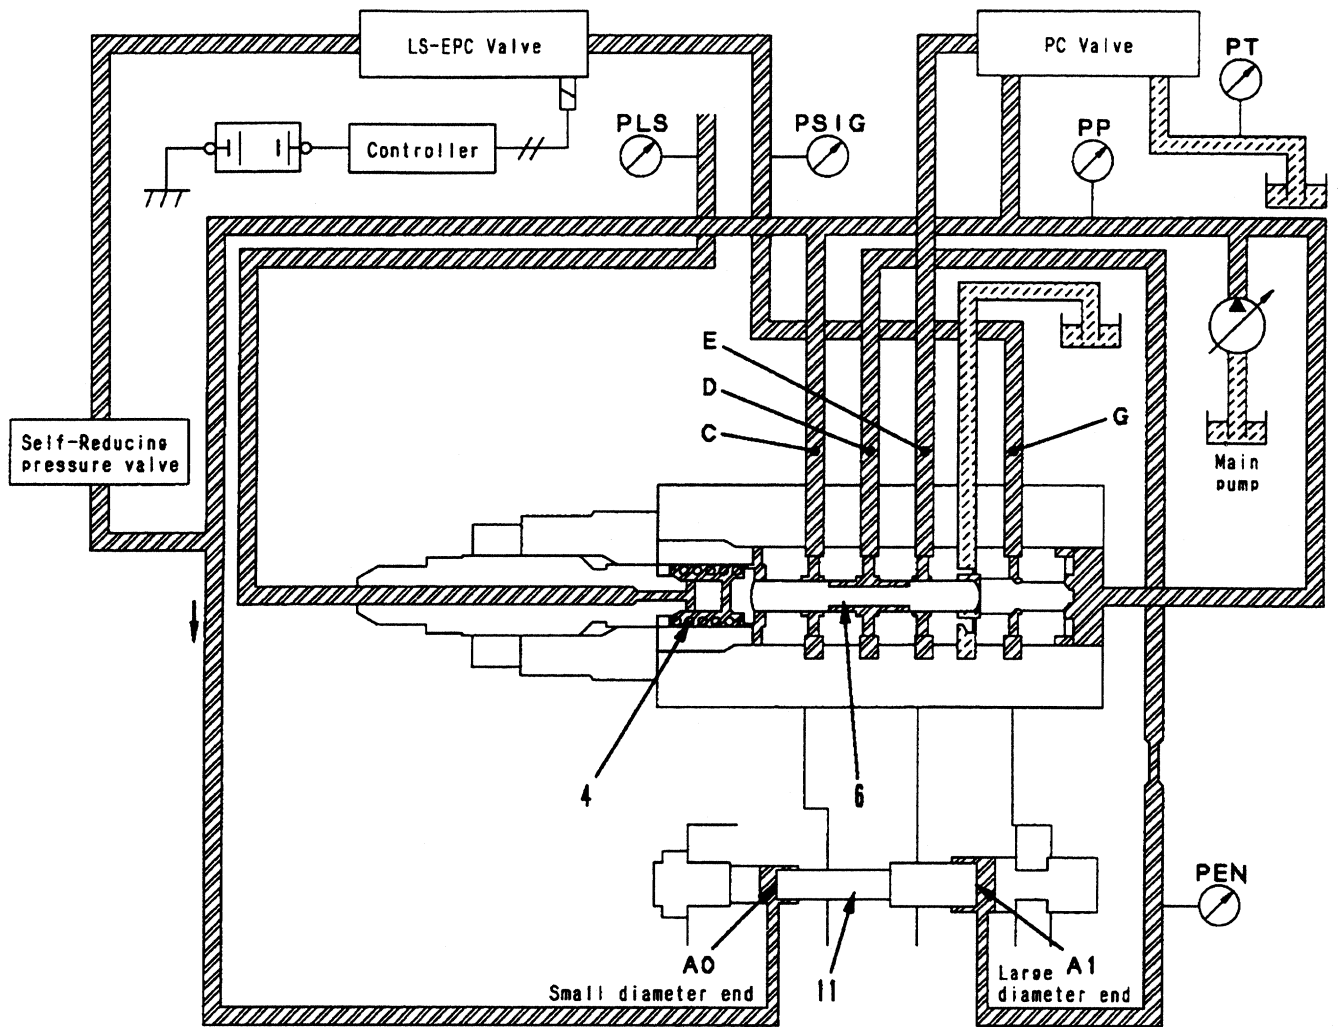 LS-EPC Valve
PC Valve
PT
PLS
PSIG
PP
Controller
E
D
C
G
Self-Reducing
pressure valve
Main
pump
4
6
PEN
A0
11
A1
Small diameter end
Large
diameter end